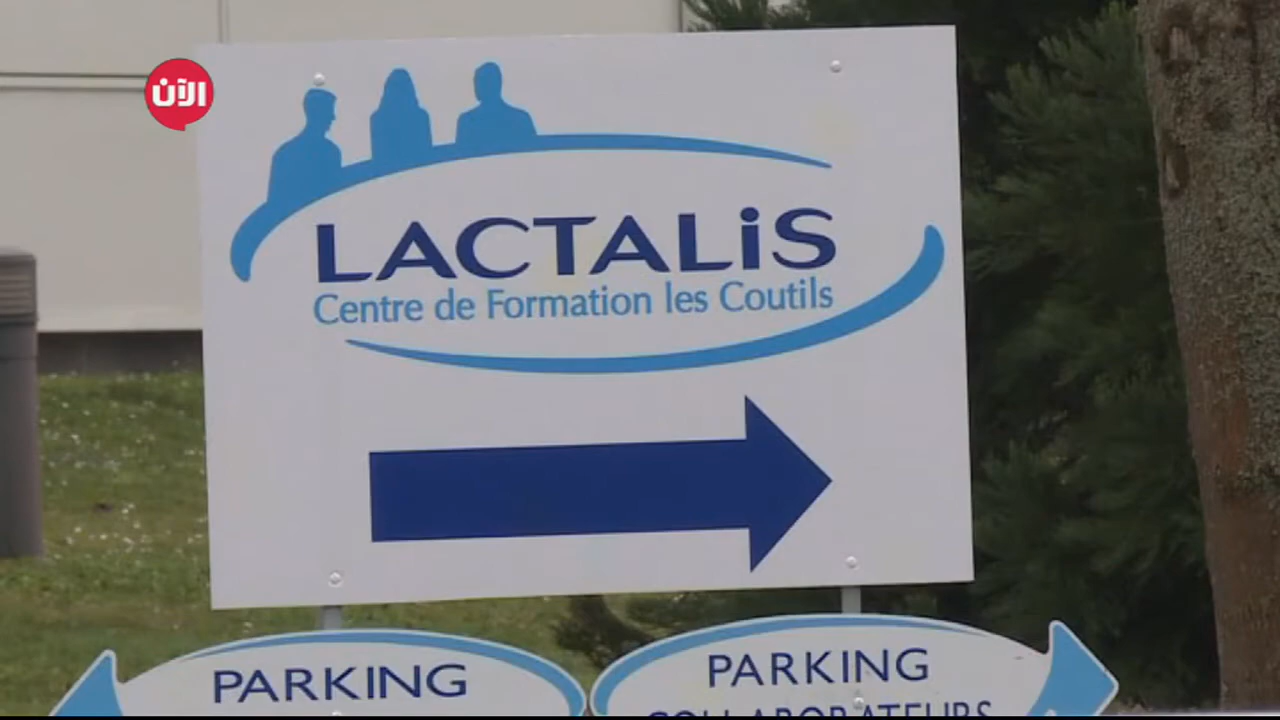 الآن
LACTALiS
Centre de Formation les Coutils
PARKING
PARKING
COLLABORATEURS